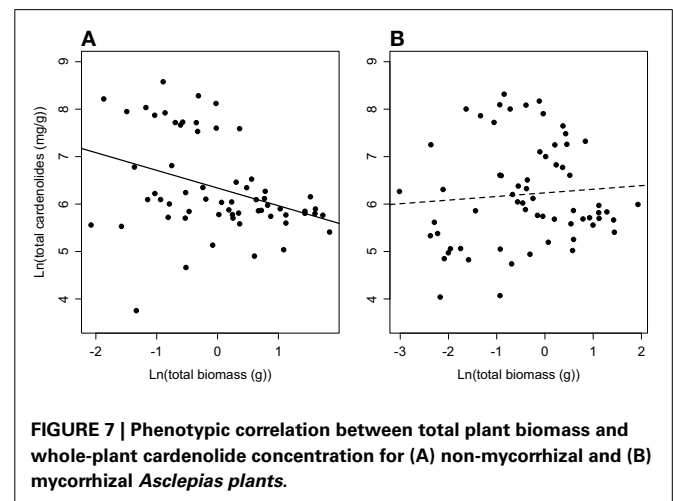 A
B
Ln(total cardenolides (mg/g))
9
8
7
6
5
4
-2
-1
0
1
Ln(total biomass (g))
9
8
7
6
5
4
-3
-2
-1
0
1
2
Ln(total biomass (g))
FIGURE 7 | Phenotypic correlation between total plant biomass and
whole-plant cardenolide concentration for (A) non-mycorrhizal and (B)
mycorrhizal Asclepias plants.